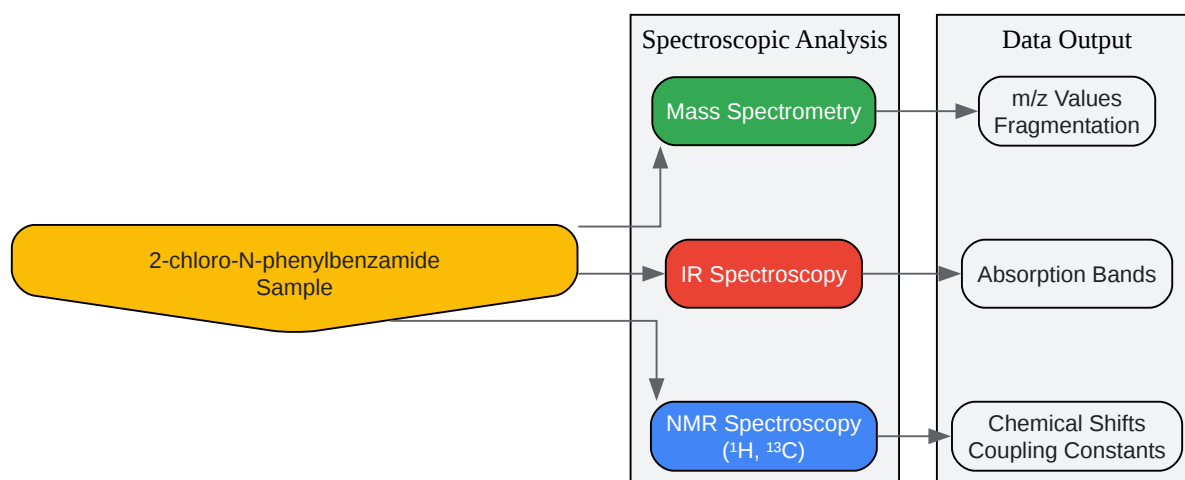 Spectroscopic Analysis
Data Output
Mass Spectrometry
m/z Values
Fragmentation
2-chloro-N-phenylbenzamide
Sample
IR Spectroscopy
Absorption Bands
NMR Spectroscopy
(¹H, ¹³C)
Chemical Shifts
Coupling Constants